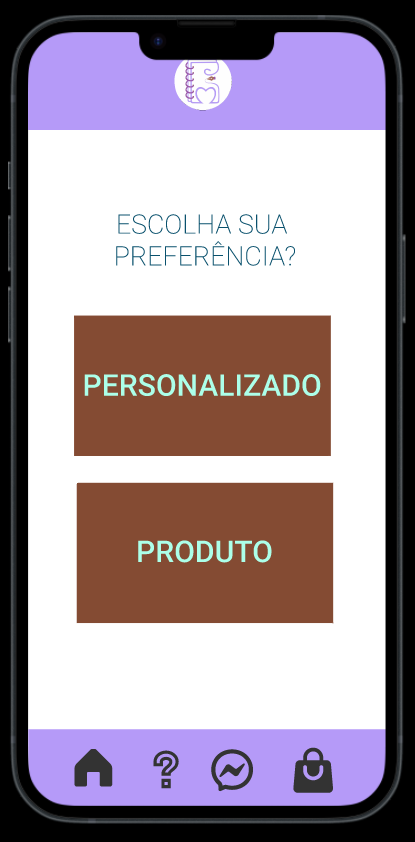 ESCOLHA SUA
PREFERÊNCIA?
PERSONALIZADO
PRODUTO